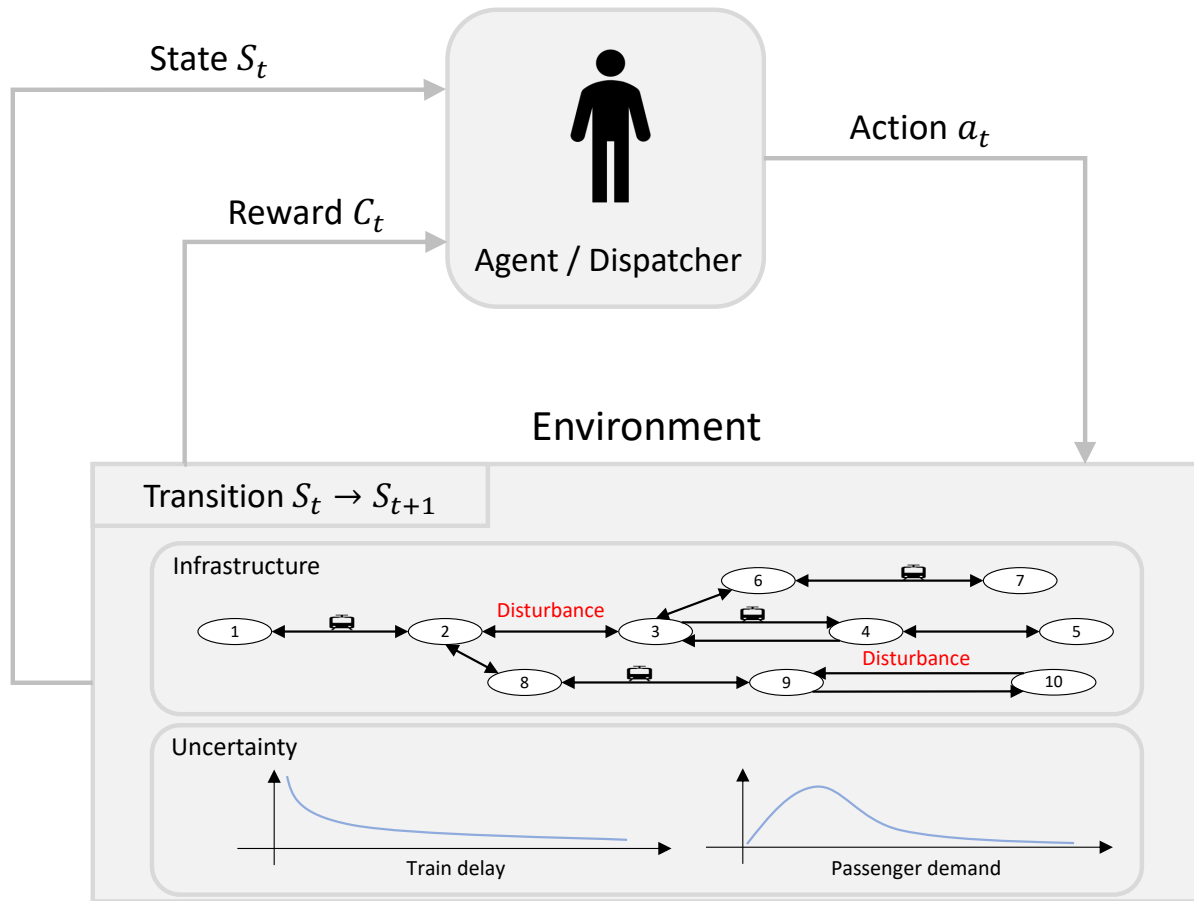 State S_t
Action a_t
Reward C_t
Agent / Dispatcher
Environment
Transition S_t → S_{t+1}
Infrastructure
6
7
Disturbance
1
2
3
4
5
Disturbance
8
9
10
Uncertainty
Train delay
Passenger demand